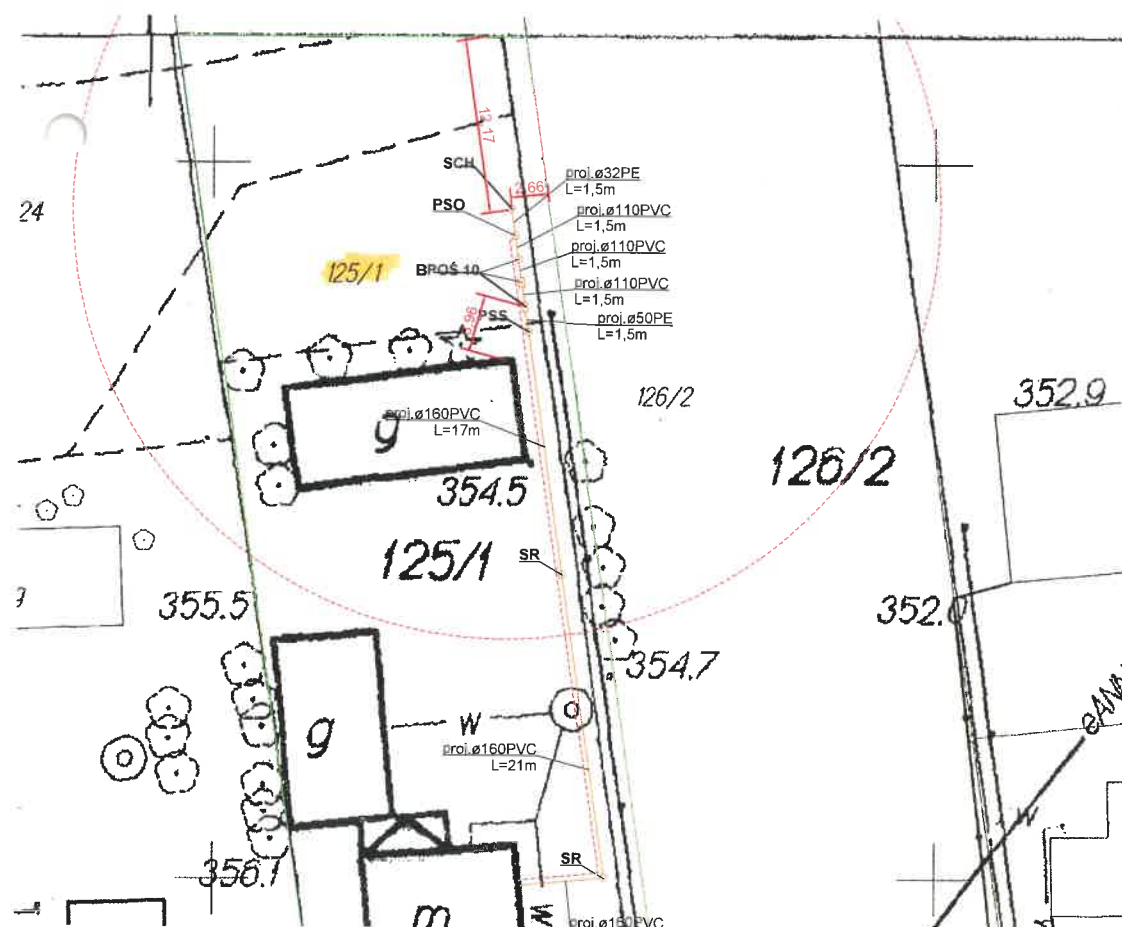 12.17
SCH
2.66
proj.ø32PE
L=1,5m
24
PSO
proj.ø110PVC
L=1,5m
125/1
BROŚ 10
proj.ø110PVC
L=1,5m
proj.ø110PVC
L=1,5m
PSS
proj.ø50PE
L=1,5m
126/2
352.9
proj.ø160PVC
L=17m
g
354.5
126/2
125/1
SR
g
355.5
352.
354.7
g
W
proj.ø160PVC
L=21m
W
SR
356.1
m
W
proj.ø160PVC